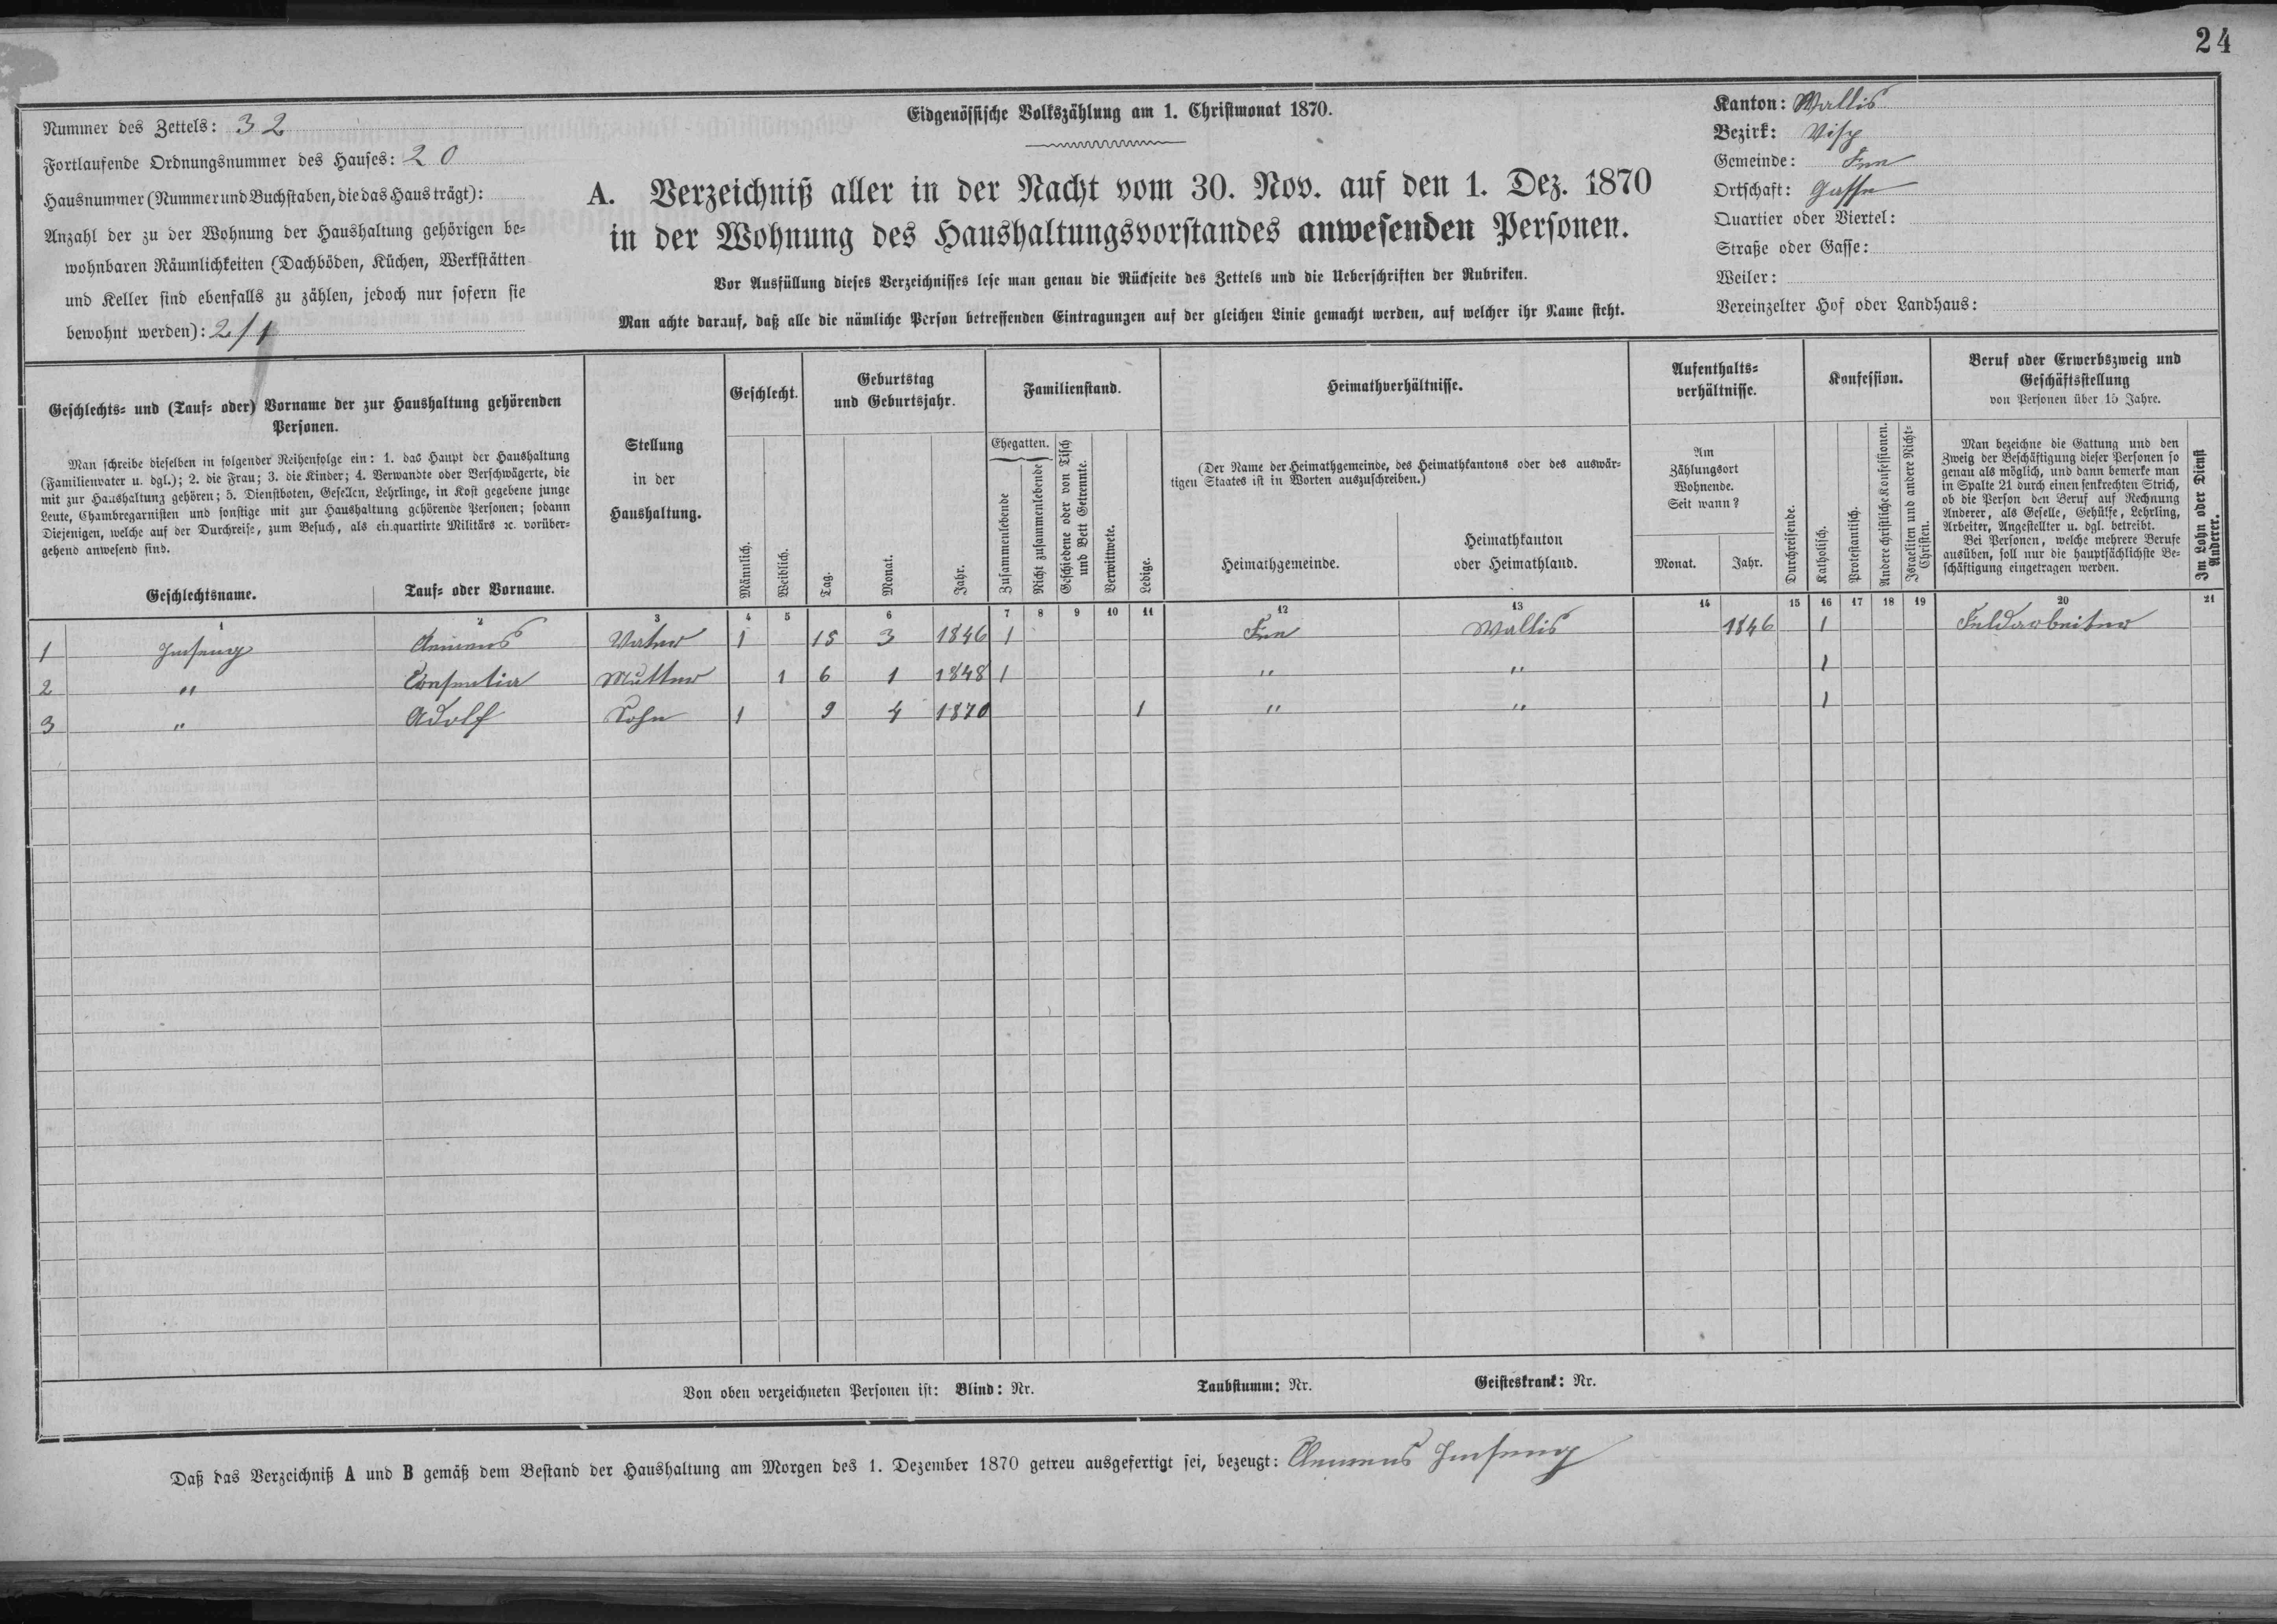 24
Nummer des Zettels: 32
Fortlaufende Ordnungsnummer des Hauses: 20
Hausnummer (Nummer und Buchstaben, die das Haus trägt):
Anzahl der zu der Wohnung der Haushaltung gehörigen be=
wohnbaren Räumlichkeiten (Dachböden, Küchen, Werkstätten
und Keller sind ebenfalls zu zählen, jedoch nur sofern sie
bewohnt werden): 2/1
Eidgenössische Volkszählung am 1. Christmonat 1870.
A. Verzeichniß aller in der Nacht vom 30. Nov. auf den 1. Dez. 1870
in der Wohnung des Haushaltungsvorstandes anwesenden Personen.
Vor Ausfüllung dieses Verzeichnisses lese man genau die Rückseite des Zettels und die Ueberschriften der Rubriken.
Man achte darauf, daß alle die nämliche Person betreffenden Eintragungen auf der gleichen Linie gemacht werden, auf welcher ihr Name steht.
Kanton: Wallis
Bezirk: Visp
Gemeinde: Fee
Ortschaft: Gassen
Quartier oder Viertel:
Straße oder Gasse:
Weiler:
Vereinzelter Hof oder Landhaus:
Geschlechts= und (Tauf= oder) Vorname der zur Haushaltung gehörenden
Personen.
Man schreibe dieselben in folgender Reihenfolge ein: 1. das Haupt der Haushaltung
(Familienvater u. dgl.); 2. die Frau; 3. die Kinder; 4. Verwandte oder Verschwägerte, die
mit zur Haushaltung gehören; 5. Dienstboten, Gesellen, Lehrlinge, in Kost gegebene junge
Leute, Chambregarnisten und sonstige mit zur Haushaltung gehörende Personen; sodann
Diejenigen, welche auf der Durchreise, zum Besuch, als einquartirte Militärs ꝛc. vorüber=
gehend anwesend sind.
Geschlechtsname. Tauf= oder Vorname.
Stellung
in der
Haushaltung.
Geschlecht.
Männlich.
Weiblich.
Geburtstag
und Geburtsjahr.
Tag.
Monat.
Jahr.
Familienstand.
Ehegatten.
Zusammenlebende
Nicht zusammenlebende
Geschiedene oder von Tisch
und Bett Getrennte.
Verwittwete.
Ledige.
Heimathverhältnisse.
(Der Name der Heimathgemeinde, des Heimathkantons oder des auswär=
tigen Staates ist in Worten auszuschreiben.)
Heimathgemeinde.
Heimathkanton
oder Heimathland.
Aufenthalts=
verhältnisse.
Am
Zählungsort
Wohnende.
Seit wann?
Monat. Jahr.
Durchreisende.
Konfession.
Katholisch.
Protestantisch.
Andere christliche Konfessionen.
Israeliten und andere Nicht=
Christen.
Beruf oder Erwerbszweig und
Geschäftsstellung
von Personen über 15 Jahre.
Man bezeichne die Gattung und den
Zweig der Beschäftigung dieser Personen so
genau als möglich, und dann bemerke man
in Spalte 21 durch einen senkrechten Strich,
ob die Person den Beruf auf Rechnung
Anderer, als Geselle, Gehülfe, Lehrling,
Arbeiter, Angestellter u. dgl. betreibt.
Bei Personen, welche mehrere Berufe
ausüben, soll nur die hauptsächlichste Be=
schäftigung eingetragen werden.
Im Lohn oder Dienst
Anderer.
1 2 3 4 5 6 7 8 9 10 11 12 13 14 15 16 17 18 19 20 21
1 Imseng Clemens Vater 1 15 3 1846 1 Fee Wallis 1846 1 Feldarbeiter
2 " Consentia Mutter 1 6 1 1848 1 " " 1
3 " Adolf Sohn 1 9 4 1870 1 " " 1
Von oben verzeichneten Personen ist: Blind: Nr. Taubstumm: Nr. Geisteskrank: Nr.
Daß das Verzeichniß A und B gemäß dem Bestand der Haushaltung am Morgen des 1. Dezember 1870 getreu ausgefertigt sei, bezeugt: Clemens Imseng